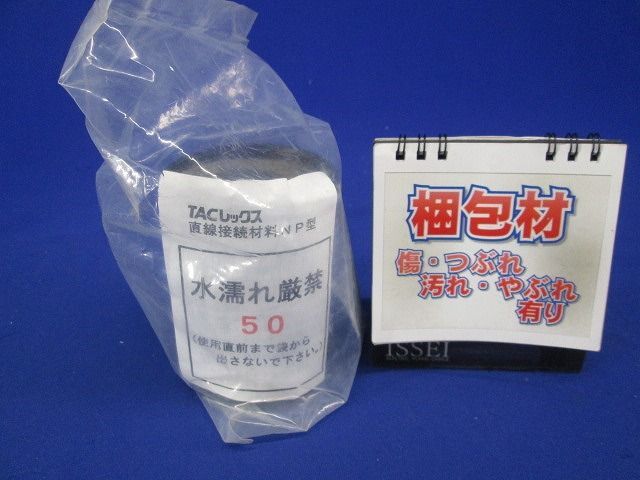 TACレックス
直線接続材料NP型
水濡れ厳禁
50
(使用直前まで袋から
出さないで下さい。)
梱包材
傷・つぶれ
汚れ・やぶれ
有り
ISSEI